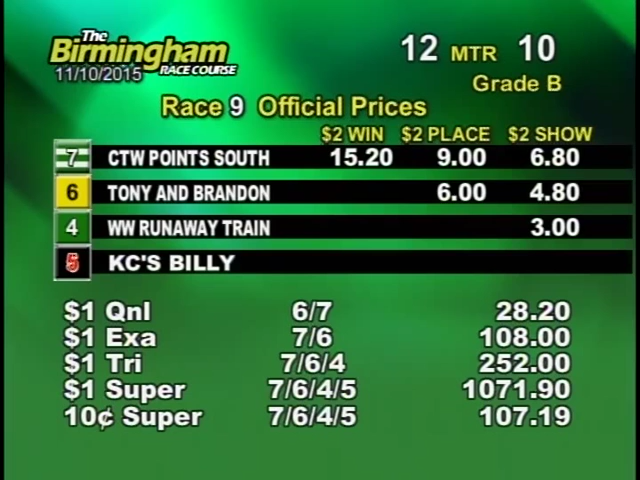 The
Birmingham
RACE COURSE
11/10/2015
12 MTR 10
Grade B
Race 9 Official Prices
$2 WIN $2 PLACE $2 SHOW
7 CTW POINTS SOUTH 15.20 9.00 6.80
6 TONY AND BRANDON 6.00 4.80
4 WW RUNAWAY TRAIN 3.00
5 KC'S BILLY
$1 Qnl 6/7 28.20
$1 Exa 7/6 108.00
$1 Tri 7/6/4 252.00
$1 Super 7/6/4/5 1071.90
10¢ Super 7/6/4/5 107.19